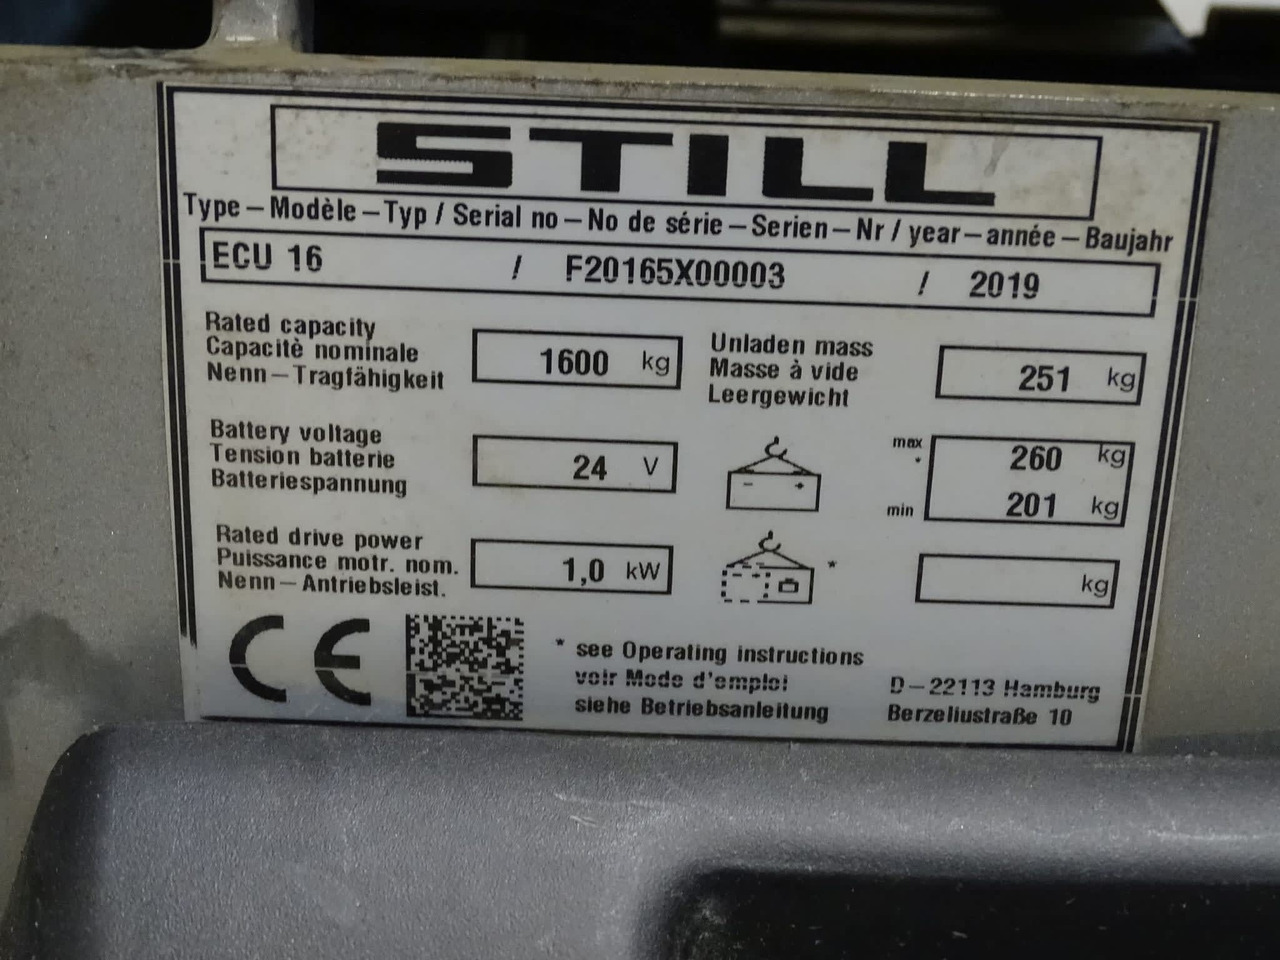 STILL
Type – Modèle – Typ / Serial no – No de série – Serien – Nr / year – année – Baujahr
ECU 16 / F20165X00003 / 2019
Rated capacity
Capacitè nominale
Nenn – Tragfähigkeit
1600 kg
Unladen mass
Masse à vide
Leergewicht
251 kg
Battery voltage
Tension batterie
Batteriespannung
24 V
- +
max 260 kg
*
min 201 kg
Rated drive power
Puissance motr. nom.
Nenn – Antriebsleist.
1,0 kW
- *
kg
CE
* see Operating instructions
voir Mode d'emploi
siehe Betriebsanleitung
D – 22113 Hamburg
Berzeliustraße 10